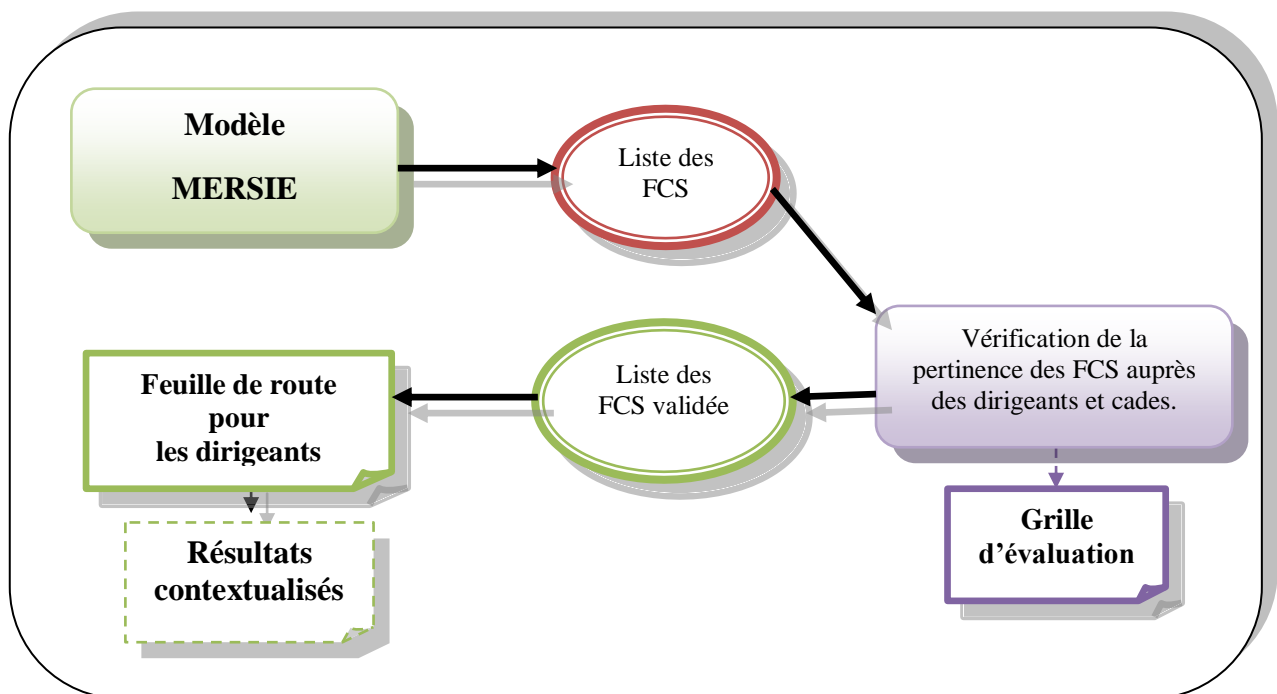 Modèle
MERSIE
Liste des
FCS
Vérification de la
pertinence des FCS auprès
des dirigeants et cades.
Liste des
FCS validée
Feuille de route
pour
les dirigeants
Grille
d’évaluation
Résultats
contextualisés